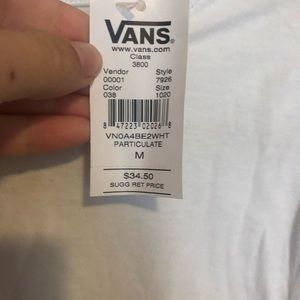 VANS
www.vans.com
Class
3800
Vendor Style
00001 7926
Color Size
038 1020
8 47223 02026 8
VN0A4BE2WHT
PARTICULATE
M
$34.50
SUGG RET PRICE